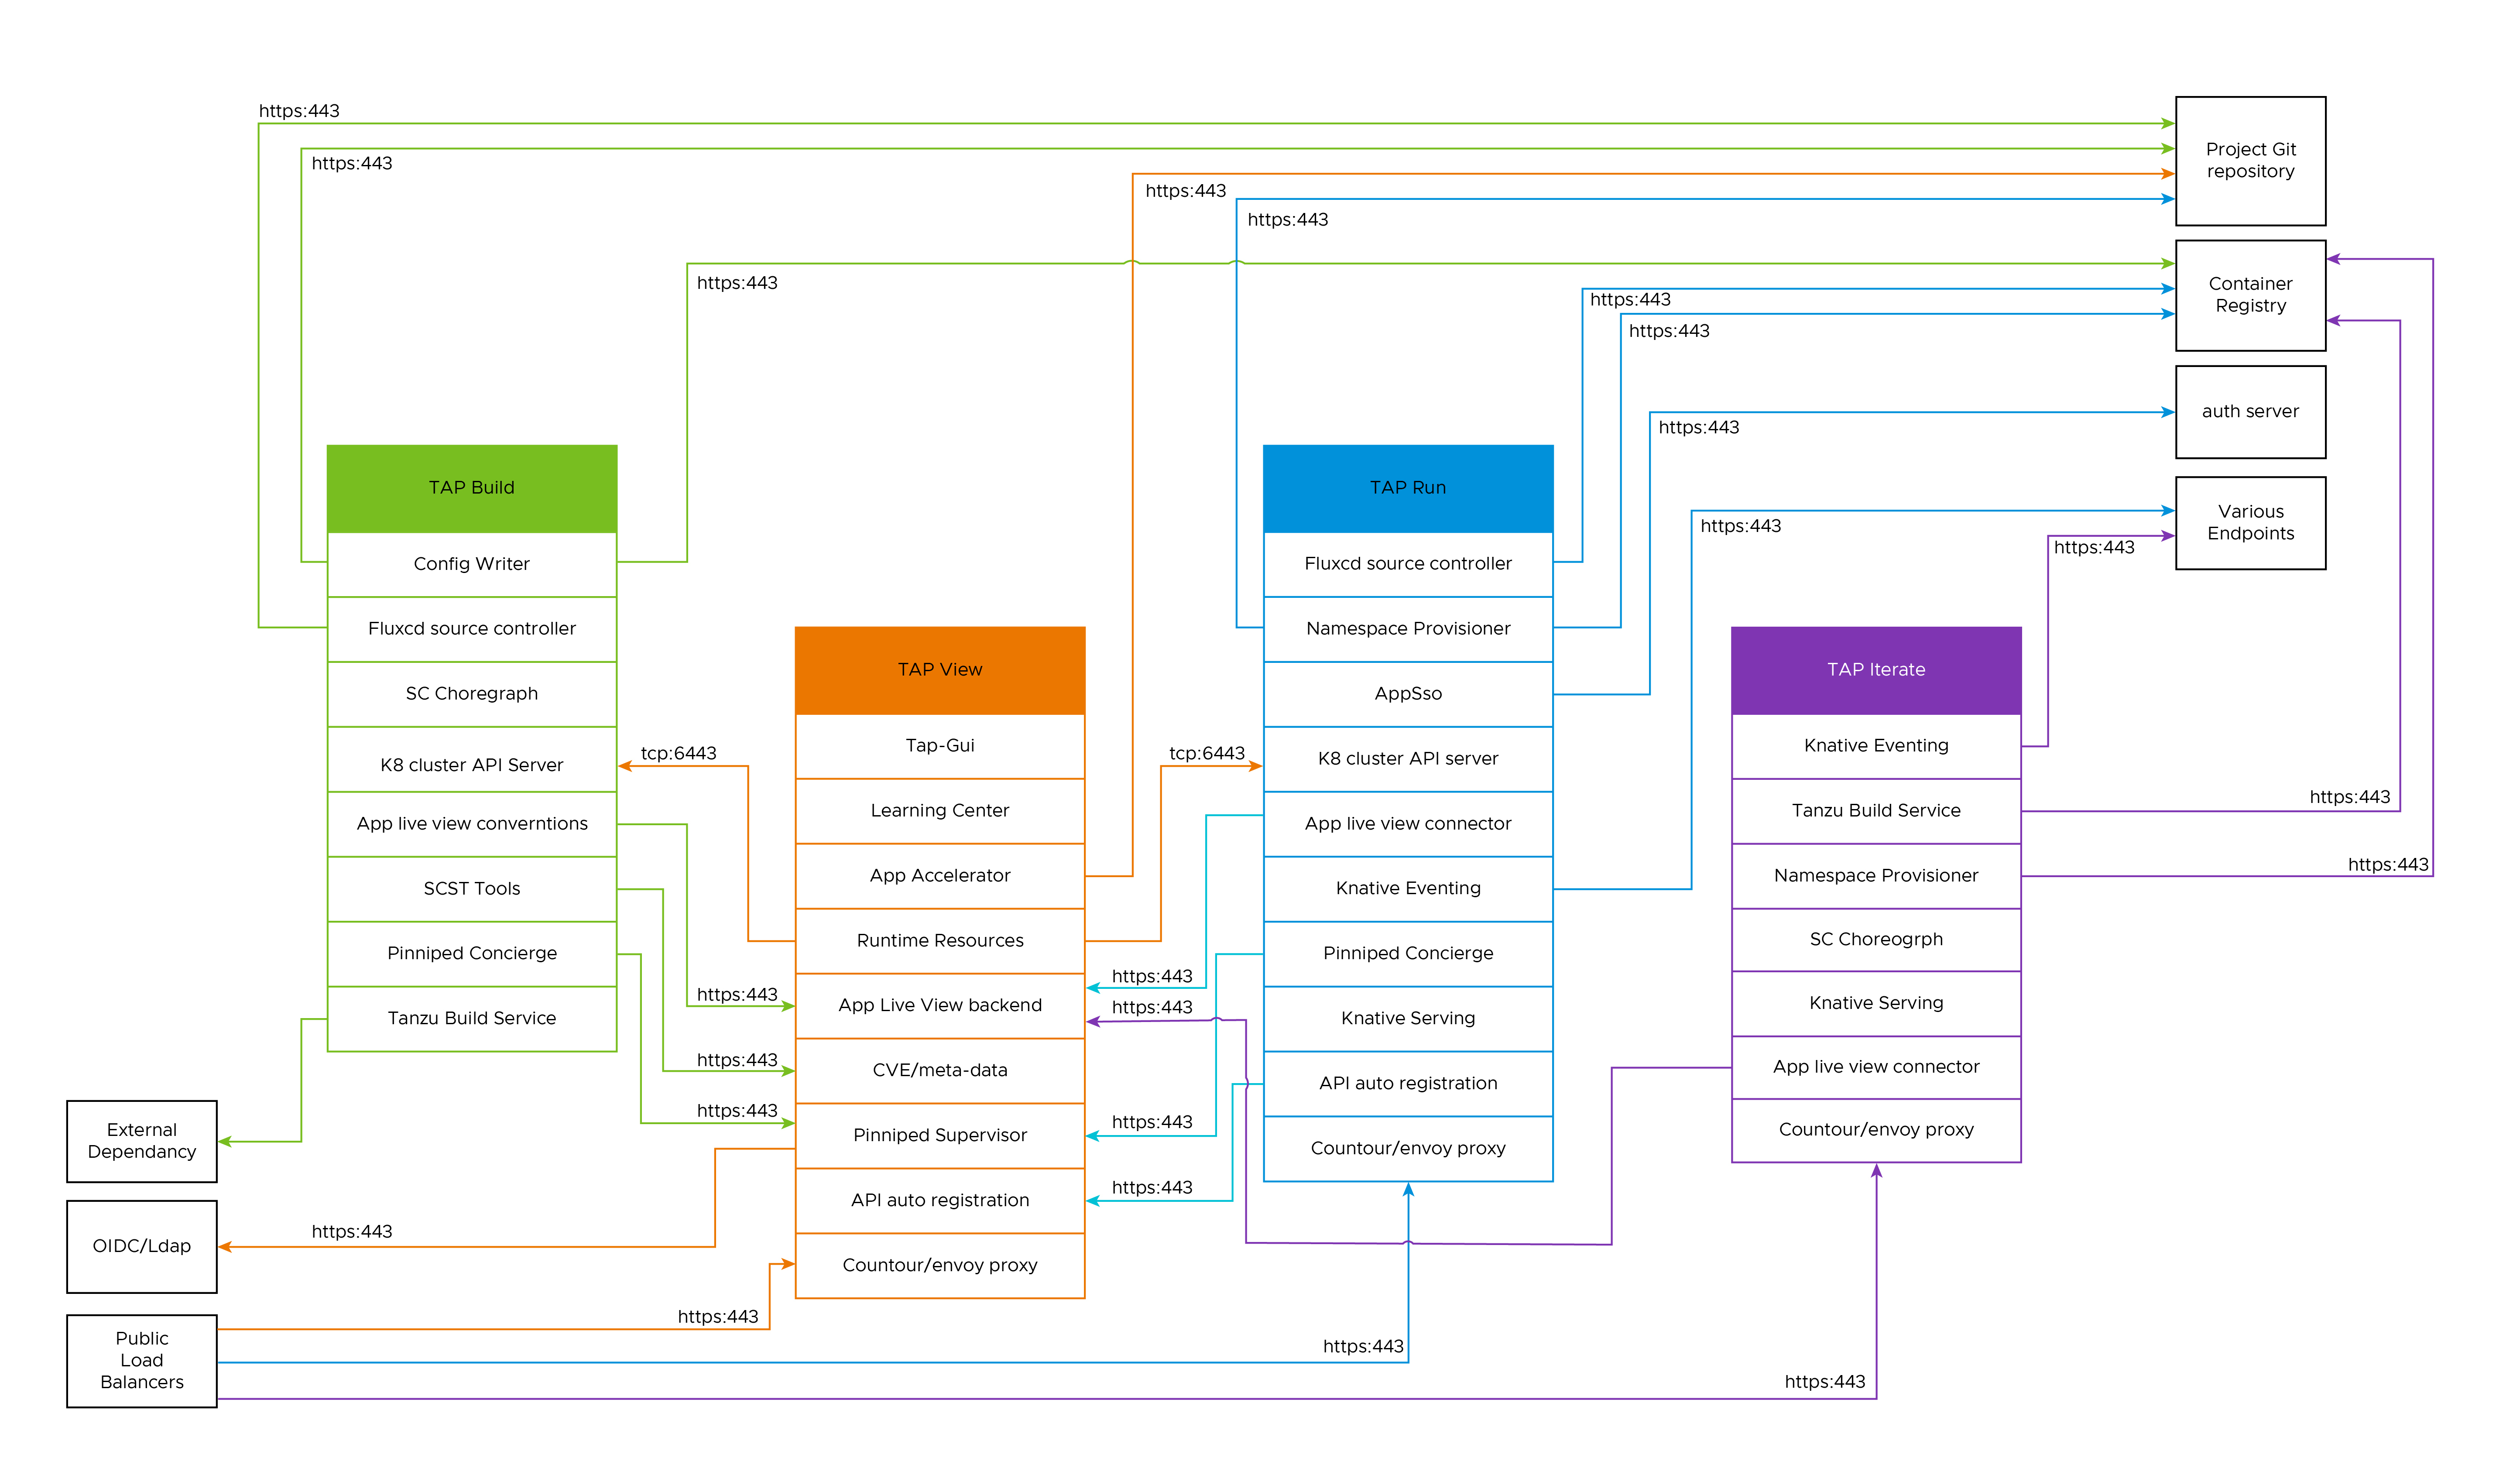 https:443
https:443
https:443
https:443
Project Git
repository
https:443
https:443
https:443
Container
Registry
https:443
auth server
https:443
https:443
Various
Endpoints
TAP Build
Config Writer
Fluxcd source controller
SC Choregraph
K8 cluster API Server
App live view converntions
SCST Tools
Pinniped Concierge
Tanzu Build Service
tcp:6443
https:443
https:443
https:443
TAP View
Tap-Gui
Learning Center
App Accelerator
Runtime Resources
App Live View backend
CVE/meta-data
Pinniped Supervisor
API auto registration
Countour/envoy proxy
tcp:6443
https:443
https:443
https:443
https:443
TAP Run
Fluxcd source controller
Namespace Provisioner
AppSso
K8 cluster API server
App live view connector
Knative Eventing
Pinniped Concierge
Knative Serving
API auto registration
Countour/envoy proxy
TAP Iterate
Knative Eventing
Tanzu Build Service
Namespace Provisioner
SC Choreogrph
Knative Serving
App live view connector
Countour/envoy proxy
https:443
https:443
External
Dependancy
OIDC/Ldap
https:443
Public
Load
Balancers
https:443
https:443
https:443